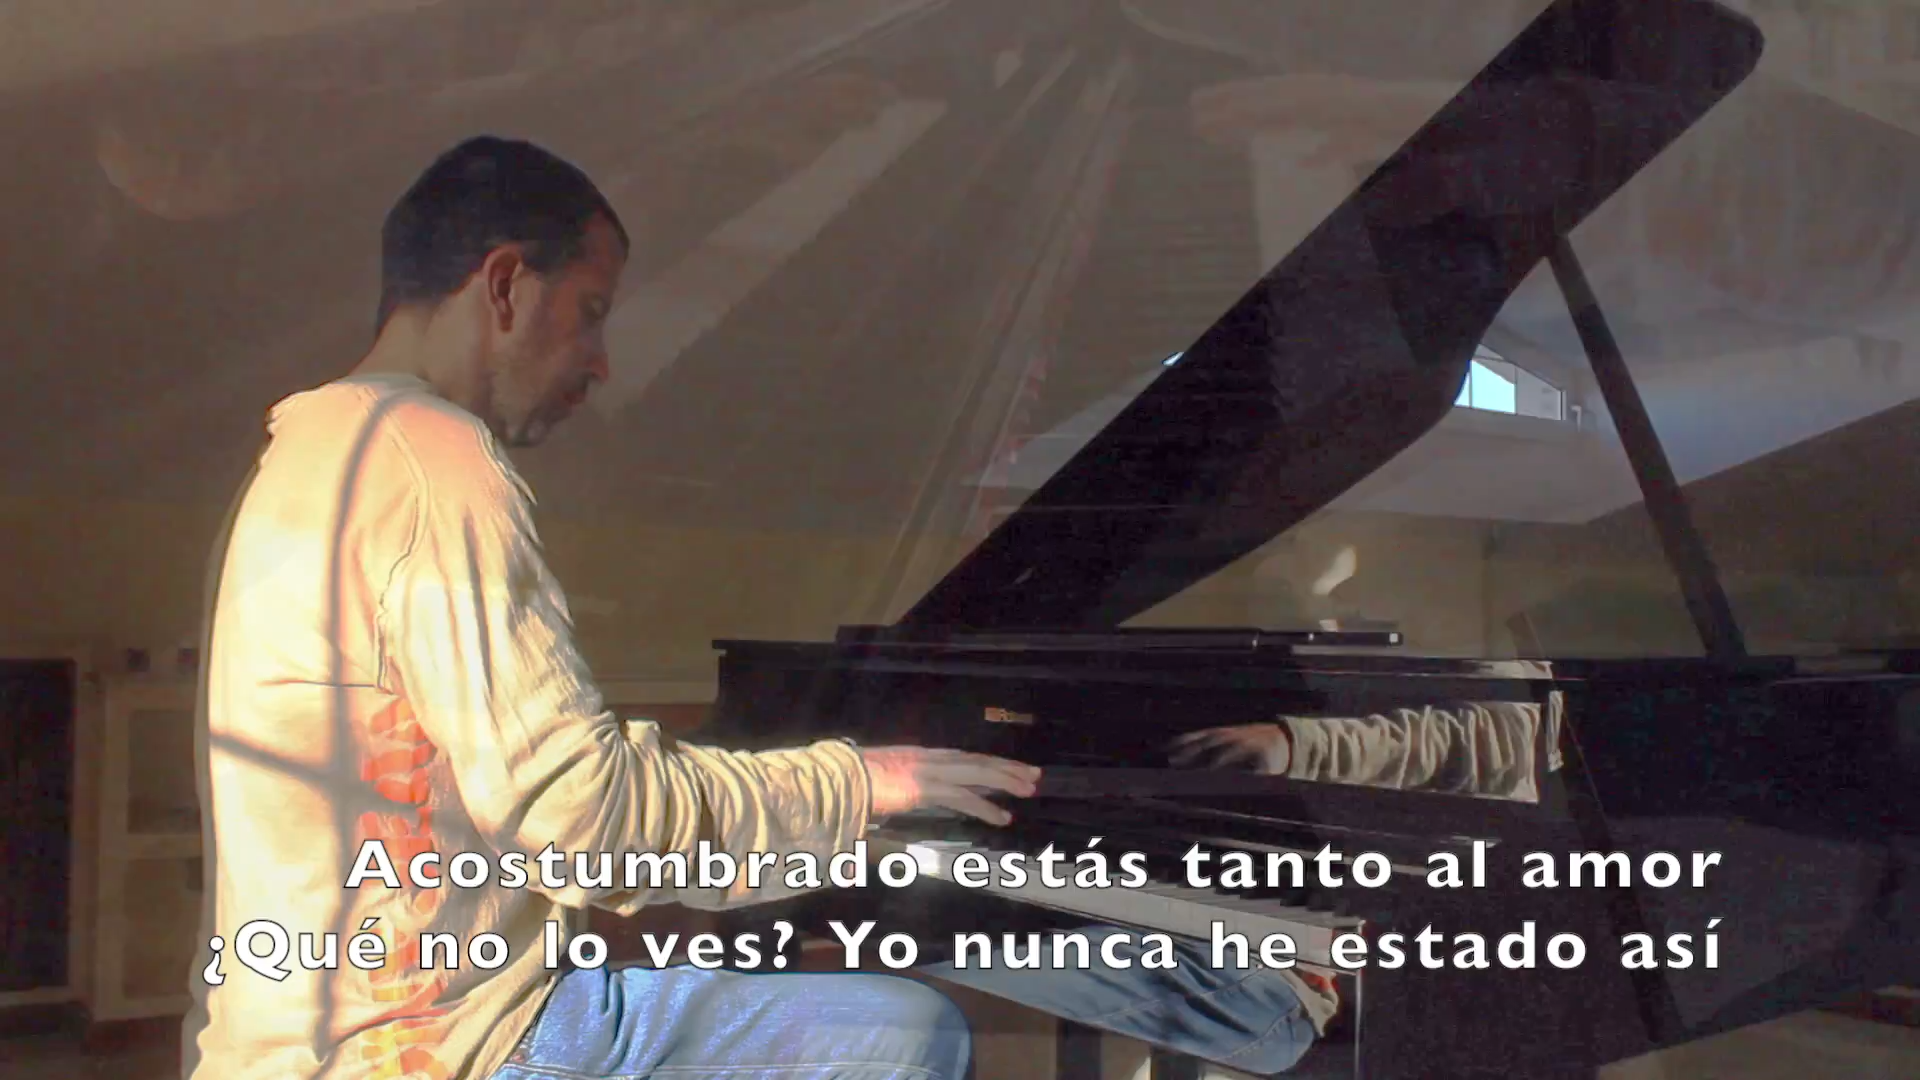 Acostumbrado estás tanto al amor
¿Qué no lo ves? Yo nunca he estado así